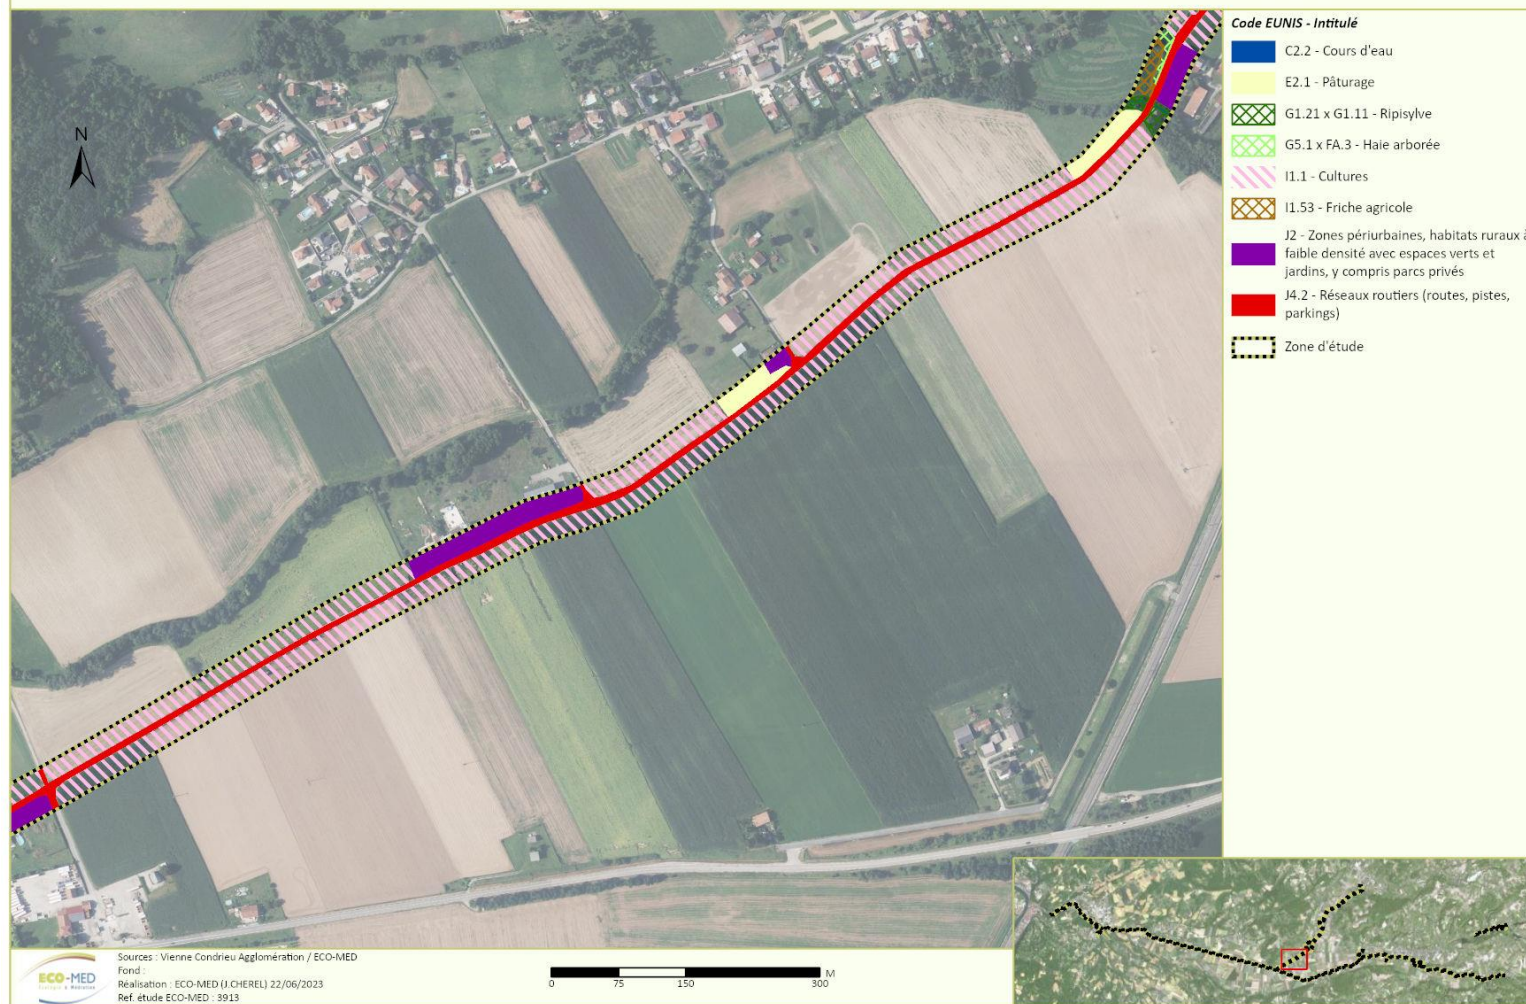 Code EUNIS - Intitulé
C2.2 - Cours d'eau
E2.1 - Pâturage
G1.21 x G1.11 - Ripisylve
G5.1 x FA.3 - Haie arborée
I1.1 - Cultures
I1.53 - Friche agricole
J2 - Zones périurbaines, habitats ruraux à
faible densité avec espaces verts et
jardins, y compris parcs privés
J4.2 - Réseaux routiers (routes, pistes,
parkings)
Zone d'étude
N
ECO-MED
Ecologie & Médiation
Sources : Vienne Condrieu Agglomération / ECO-MED
Fond :
Réalisation : ECO-MED (J.CHEREL) 22/06/2023
Ref. étude ECO-MED : 3913
M
0 75 150 300